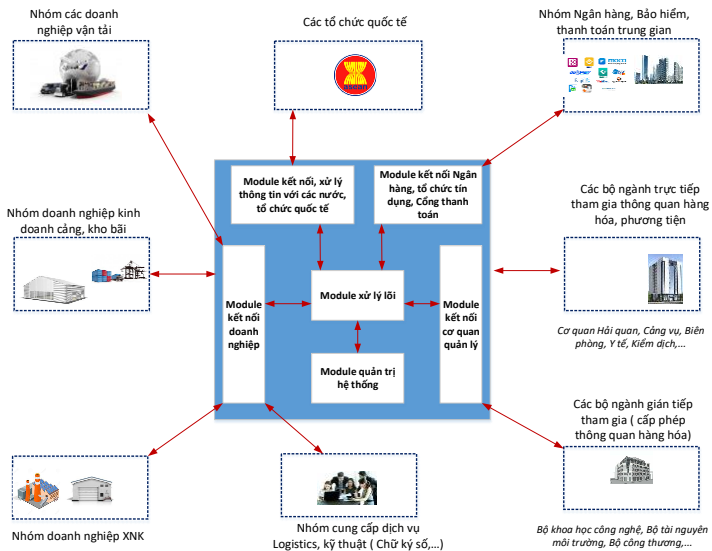 Nhóm các doanh
nghiệp vận tải
Các tổ chức quốc tế
asean
Nhóm Ngân hàng, Bảo hiểm,
thanh toán trung gian
Module kết nối, xử lý
thông tin với các nước,
tổ chức quốc tế
Module kết nối Ngân
hàng, tổ chức tín
dụng, Cổng thanh
toán
Nhóm doanh nghiệp kinh
doanh cảng, kho bãi
Các bộ ngành trực tiếp
tham gia thông quan hàng
hóa, phương tiện
Cơ quan Hải quan, Cảng vụ, Biên
phòng, Y tế, Kiểm dịch,...
Module
kết nối
doanh
nghiệp
Module xử lý lõi
Module
kết nối
cơ quan
quản lý
Module quản trị
hệ thống
Các bộ ngành gián tiếp
tham gia ( cấp phép
thông quan hàng hóa)
Bộ khoa học công nghệ, Bộ tài nguyên
môi trường, Bộ công thương,...
Nhóm doanh nghiệp XNK
Nhóm cung cấp dịch vụ
Logistics, kỹ thuật ( Chữ ký số,...)